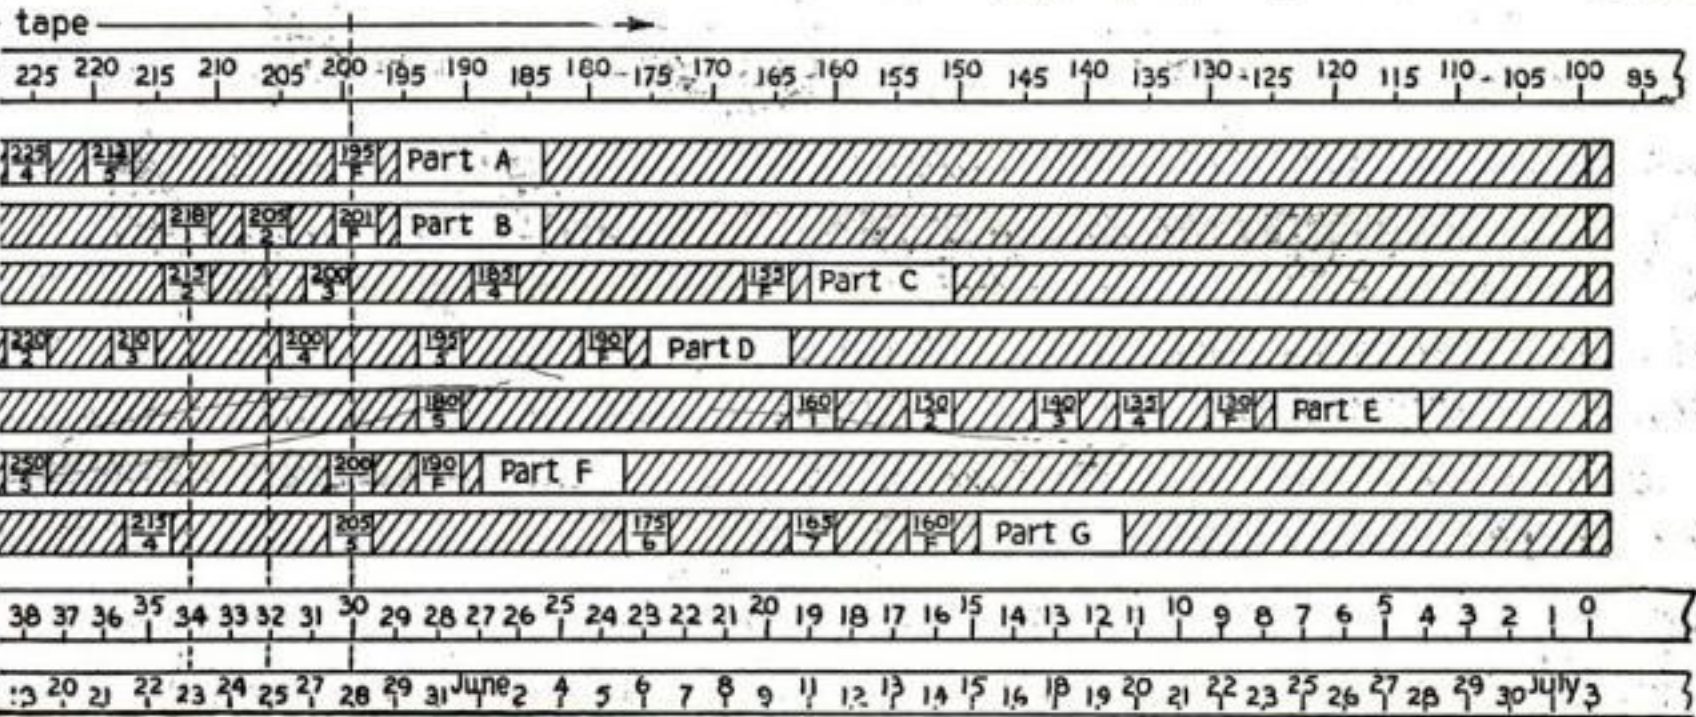 tape
225 220 215 210 205 200 195 190 185 180 175 170 165 160 155 150 145 140 135 130 125 120 115 110 105 100 95
225/4 212/5 195/F Part A
218/1 205/2 201/F Part B
215/2 200/3 185/4 155/F Part C
220/2 210/3 200/4 195/5 190/F Part D
180/5 160/1 150/2 140/3 135/4 130/F Part E
250/5 200 190/F Part F
215/4 205/5 175/6 165/7 160/F Part G
38 37 36 35 34 33 32 31 30 29 28 27 26 25 24 23 22 21 20 19 18 17 16 15 14 13 12 11 10 9 8 7 6 5 4 3 2 1 0
20 21 22 23 24 25 27 28 29 31 June 2 4 5 6 7 8 9 11 12 13 14 15 16 18 19 20 21 22 23 25 26 27 28 29 30 July 3